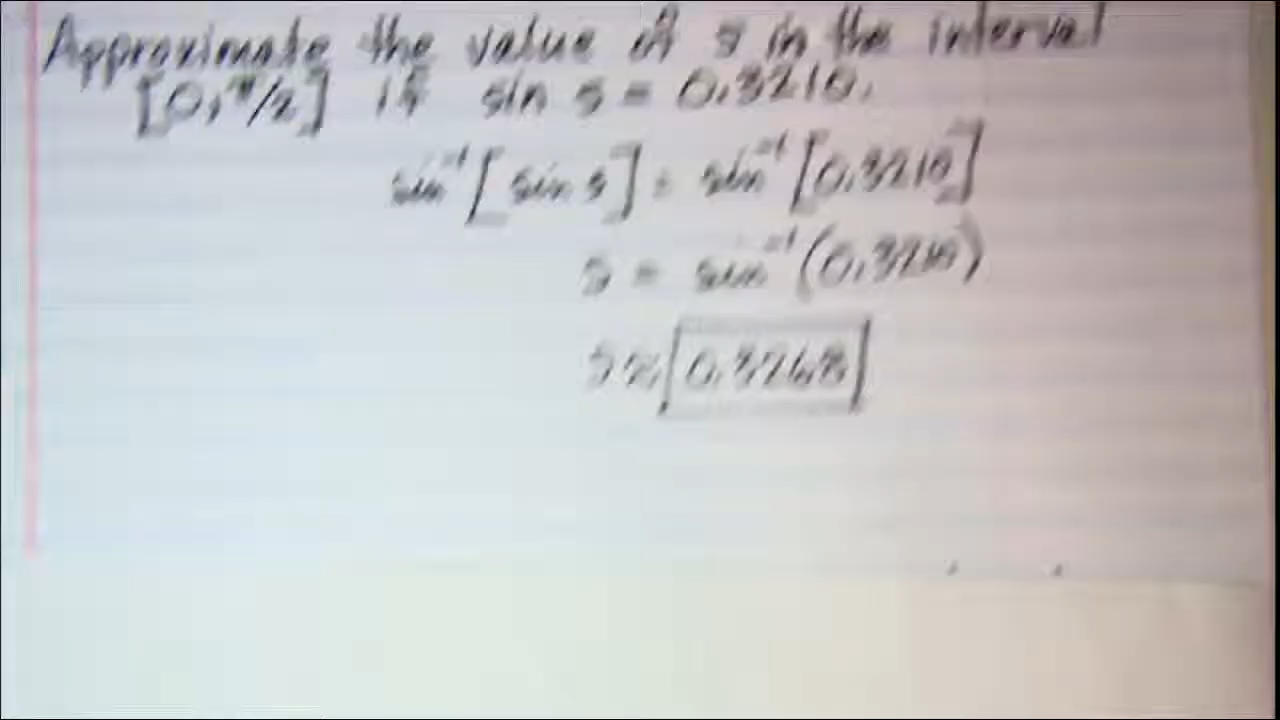 Approximate the value of s in the interval
[0, π/2] if sin s = 0.3210.
sin⁻¹[sin s] = sin⁻¹[0.3210]
s = sin⁻¹(0.3210)
s ≈ 0.3268